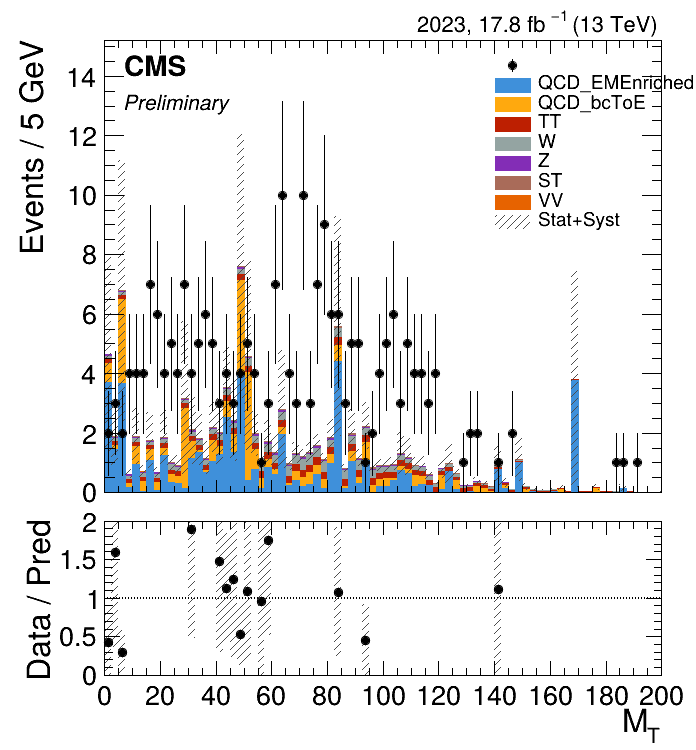 2023, 17.8 fb⁻¹ (13 TeV)
CMS
Preliminary
Events / 5 GeV
14
12
10
8
6
4
2
0
QCD_EMEnriched
QCD_bcToE
TT
W
Z
ST
VV
Stat+Syst
Data / Pred
2
1.5
1
0.5
0
0 20 40 60 80 100 120 140 160 180 200
M_T